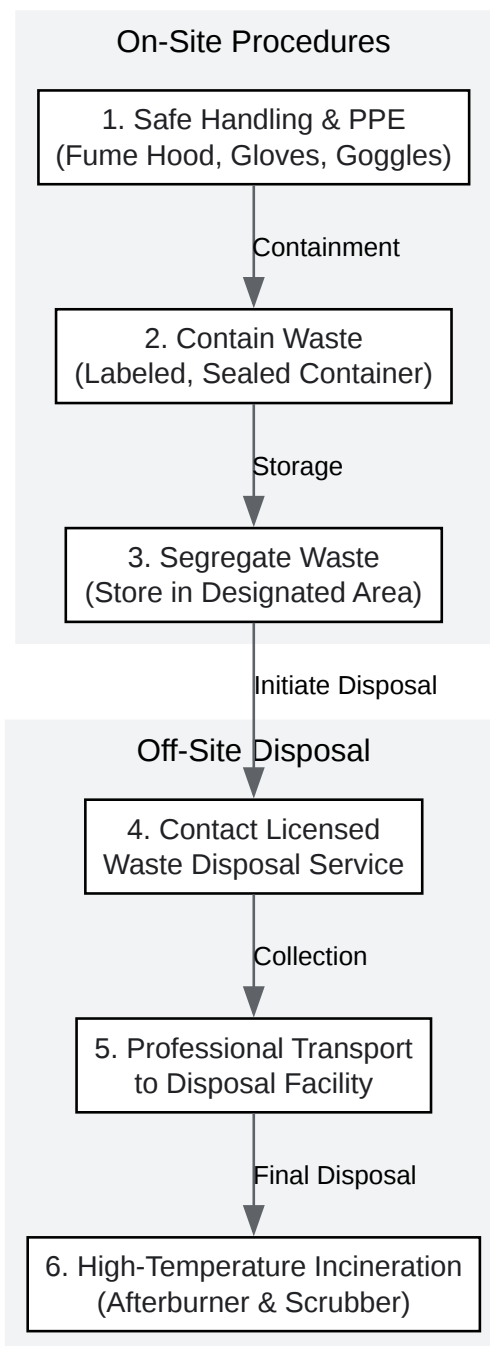 On-Site Procedures
1. Safe Handling & PPE
(Fume Hood, Gloves, Goggles)
Containment
2. Contain Waste
(Labeled, Sealed Container)
Storage
3. Segregate Waste
(Store in Designated Area)
Initiate Disposal
Off-Site Disposal
4. Contact Licensed
Waste Disposal Service
Collection
5. Professional Transport
to Disposal Facility
Final Disposal
6. High-Temperature Incineration
(Afterburner & Scrubber)